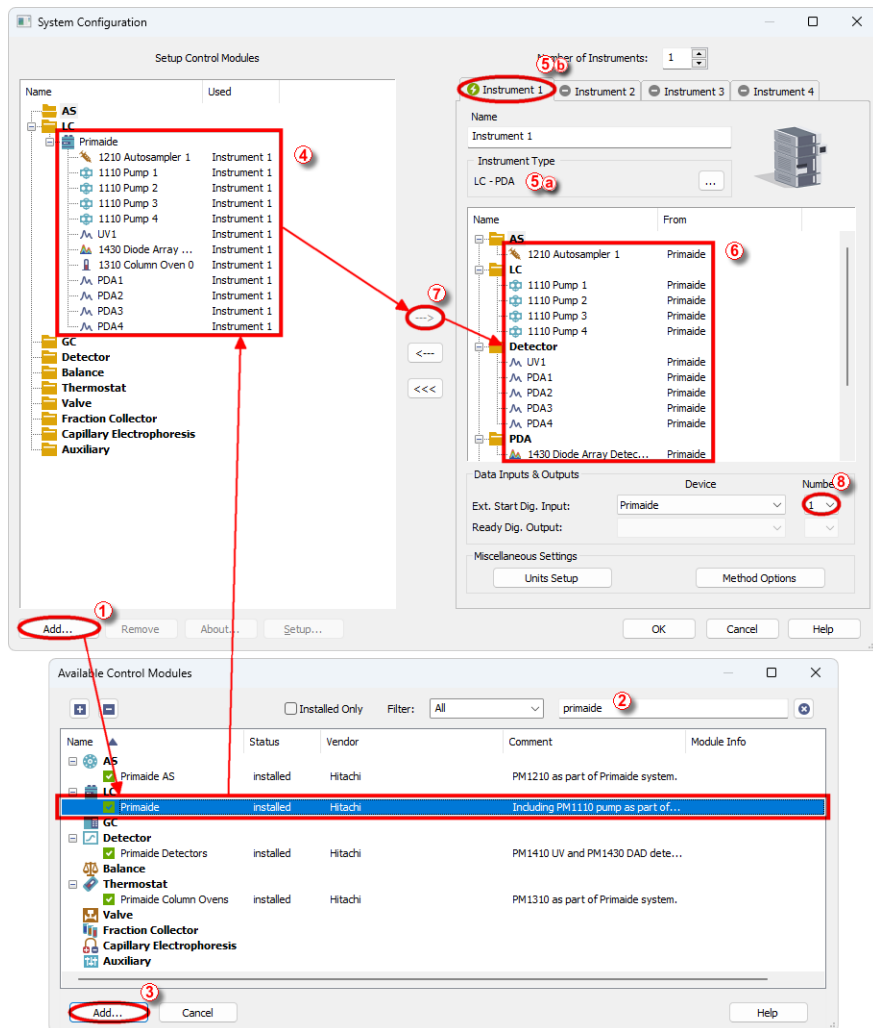 System Configuration
Setup Control Modules
Number of Instruments: 1
⑤b
Name Used
AS
LC
Primaide
1210 Autosampler 1 Instrument 1
④
1110 Pump 1 Instrument 1
1110 Pump 2 Instrument 1
1110 Pump 3 Instrument 1
1110 Pump 4 Instrument 1
UV1 Instrument 1
1430 Diode Array ... Instrument 1
1310 Column Oven 0 Instrument 1
PDA1 Instrument 1
PDA2 Instrument 1
PDA3 Instrument 1
PDA4 Instrument 1
GC
Detector
Balance
Thermostat
Valve
Fraction Collector
Capillary Electrophoresis
Auxiliary
⑦
--->
<---
<<<
Instrument 1 Instrument 2 Instrument 3 Instrument 4
Name
Instrument 1
Instrument Type
LC - PDA ⑤a ...
Name From
AS
1210 Autosampler 1 Primaide ⑥
LC
1110 Pump 1 Primaide
1110 Pump 2 Primaide
1110 Pump 3 Primaide
1110 Pump 4 Primaide
Detector
UV1 Primaide
PDA1 Primaide
PDA2 Primaide
PDA3 Primaide
PDA4 Primaide
PDA
1430 Diode Array Detec... Primaide
Data Inputs & Outputs
Device Number ⑧
Ext. Start Dig. Input: Primaide 1
Ready Dig. Output:
Miscellaneous Settings
Units Setup Method Options
①
Add... Remove About... Setup... OK Cancel Help
Available Control Modules
Installed Only Filter: All primaide ②
Name Status Vendor Comment Module Info
AS
Primaide AS installed Hitachi PM1210 as part of Primaide system.
LC
Primaide installed Hitachi Including PM1110 pump as part of...
GC
Detector
Primaide Detectors installed Hitachi PM1410 UV and PM1430 DAD dete...
Balance
Thermostat
Primaide Column Ovens installed Hitachi PM1310 as part of Primaide system.
Valve
Fraction Collector
Capillary Electrophoresis
Auxiliary
③
Add... Cancel Help